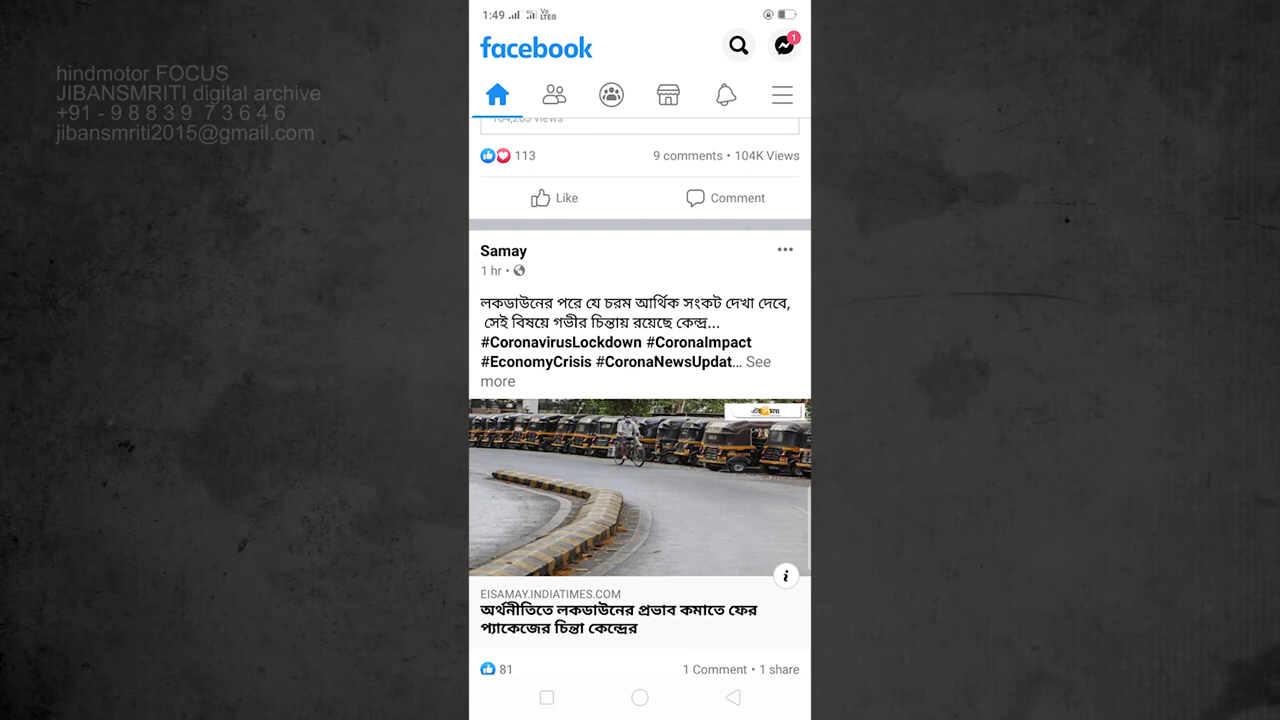 hindmotor FOCUS
JIBANSMRITI digital archive
+91 - 9 8 8 3 9 7 3 6 4 6
jibansmriti2015@gmail.com
1:49
facebook
1
views
113 9 comments • 104K Views
Like Comment
Samay
1 hr •
লকডাউনের পরে যে চরম আর্থিক সংকট দেখা দেবে,
সেই বিষয়ে গভীর চিন্তায় রয়েছে কেন্দ্র...
#CoronavirusLockdown #CoronaImpact
#EconomyCrisis #CoronaNewsUpdat... See
more
EISAMAY.INDIATIMES.COM
অর্থনীতিতে লকডাউনের প্রভাব কমাতে ফের
প্যাকেজের চিন্তা কেন্দ্রের
81 1 Comment • 1 share